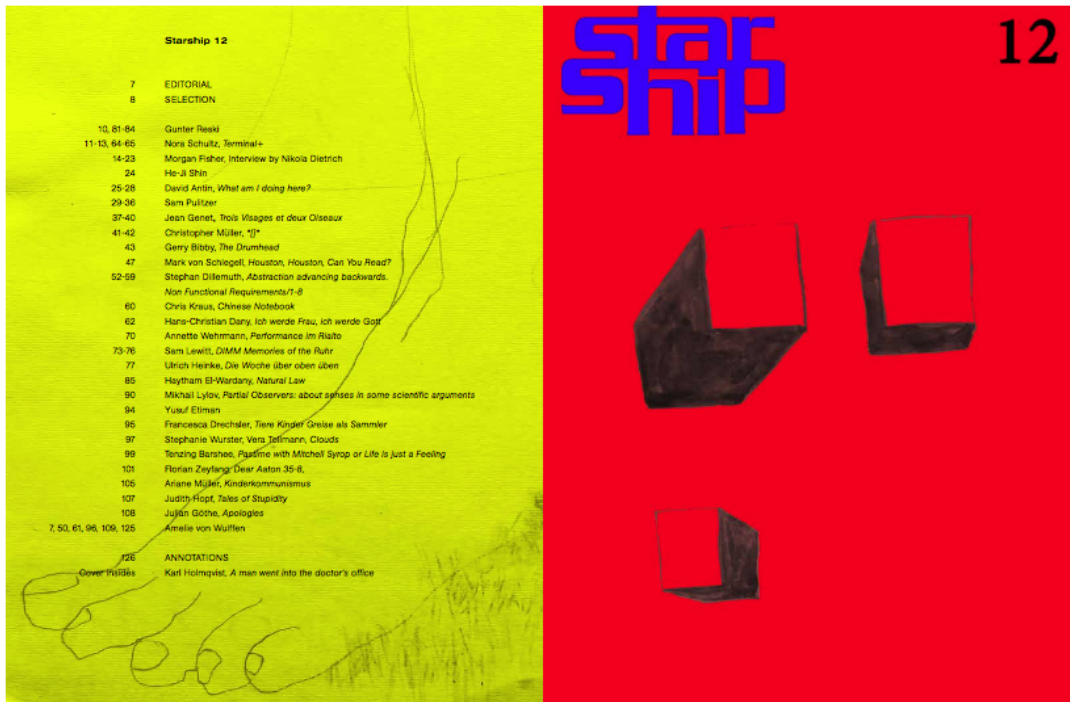 Starship 12
7 EDITORIAL
8 SELECTION
10, 81-84 Gunter Reski
11-13, 64-65 Nora Schultz, Terminal+
14-23 Morgan Fisher, Interview by Nikola Dietrich
24 He-Ji Shin
25-28 David Antin, What am I doing here?
29-36 Sam Pulitzer
37-40 Jean Genet, Trois Visages et deux Oiseaux
41-42 Christopher Müller, *[]*
43 Gerry Bibby, The Drumhead
47 Mark von Schlegell, Houston, Houston, Can You Read?
52-59 Stephan Dillemuth, Abstraction advancing backwards.
Non Functional Requirements/1-8
60 Chris Kraus, Chinese Notebook
62 Hans-Christian Dany, Ich werde Frau, ich werde Gott
70 Annette Wehrmann, Performance im Rialto
73-76 Sam Lewitt, DIMM Memories of the Ruhr
77 Ulrich Heinke, Die Woche über oben üben
85 Haytham El-Wardany, Natural Law
90 Mikhail Lylov, Partial Observers: about senses in some scientific arguments
94 Yusuf Etiman
95 Francesca Drechsler, Tiere Kinder Greise als Sammler
97 Stephanie Wurster, Vera Tollmann, Clouds
99 Tenzing Barshee, Pastime with Mitchell Syrop or Life is just a Feeling
101 Florian Zeyfang, Dear Aaton 35-8,
105 Ariane Müller, Kinderkommunismus
107 Judith Hopf, Tales of Stupidity
108 Julian Göthe, Apologies
7, 50, 61, 96, 109, 125 Amelie von Wulffen
126 ANNOTATIONS
Cover Insides Karl Holmqvist, A man went into the doctor's office
star
ship
12